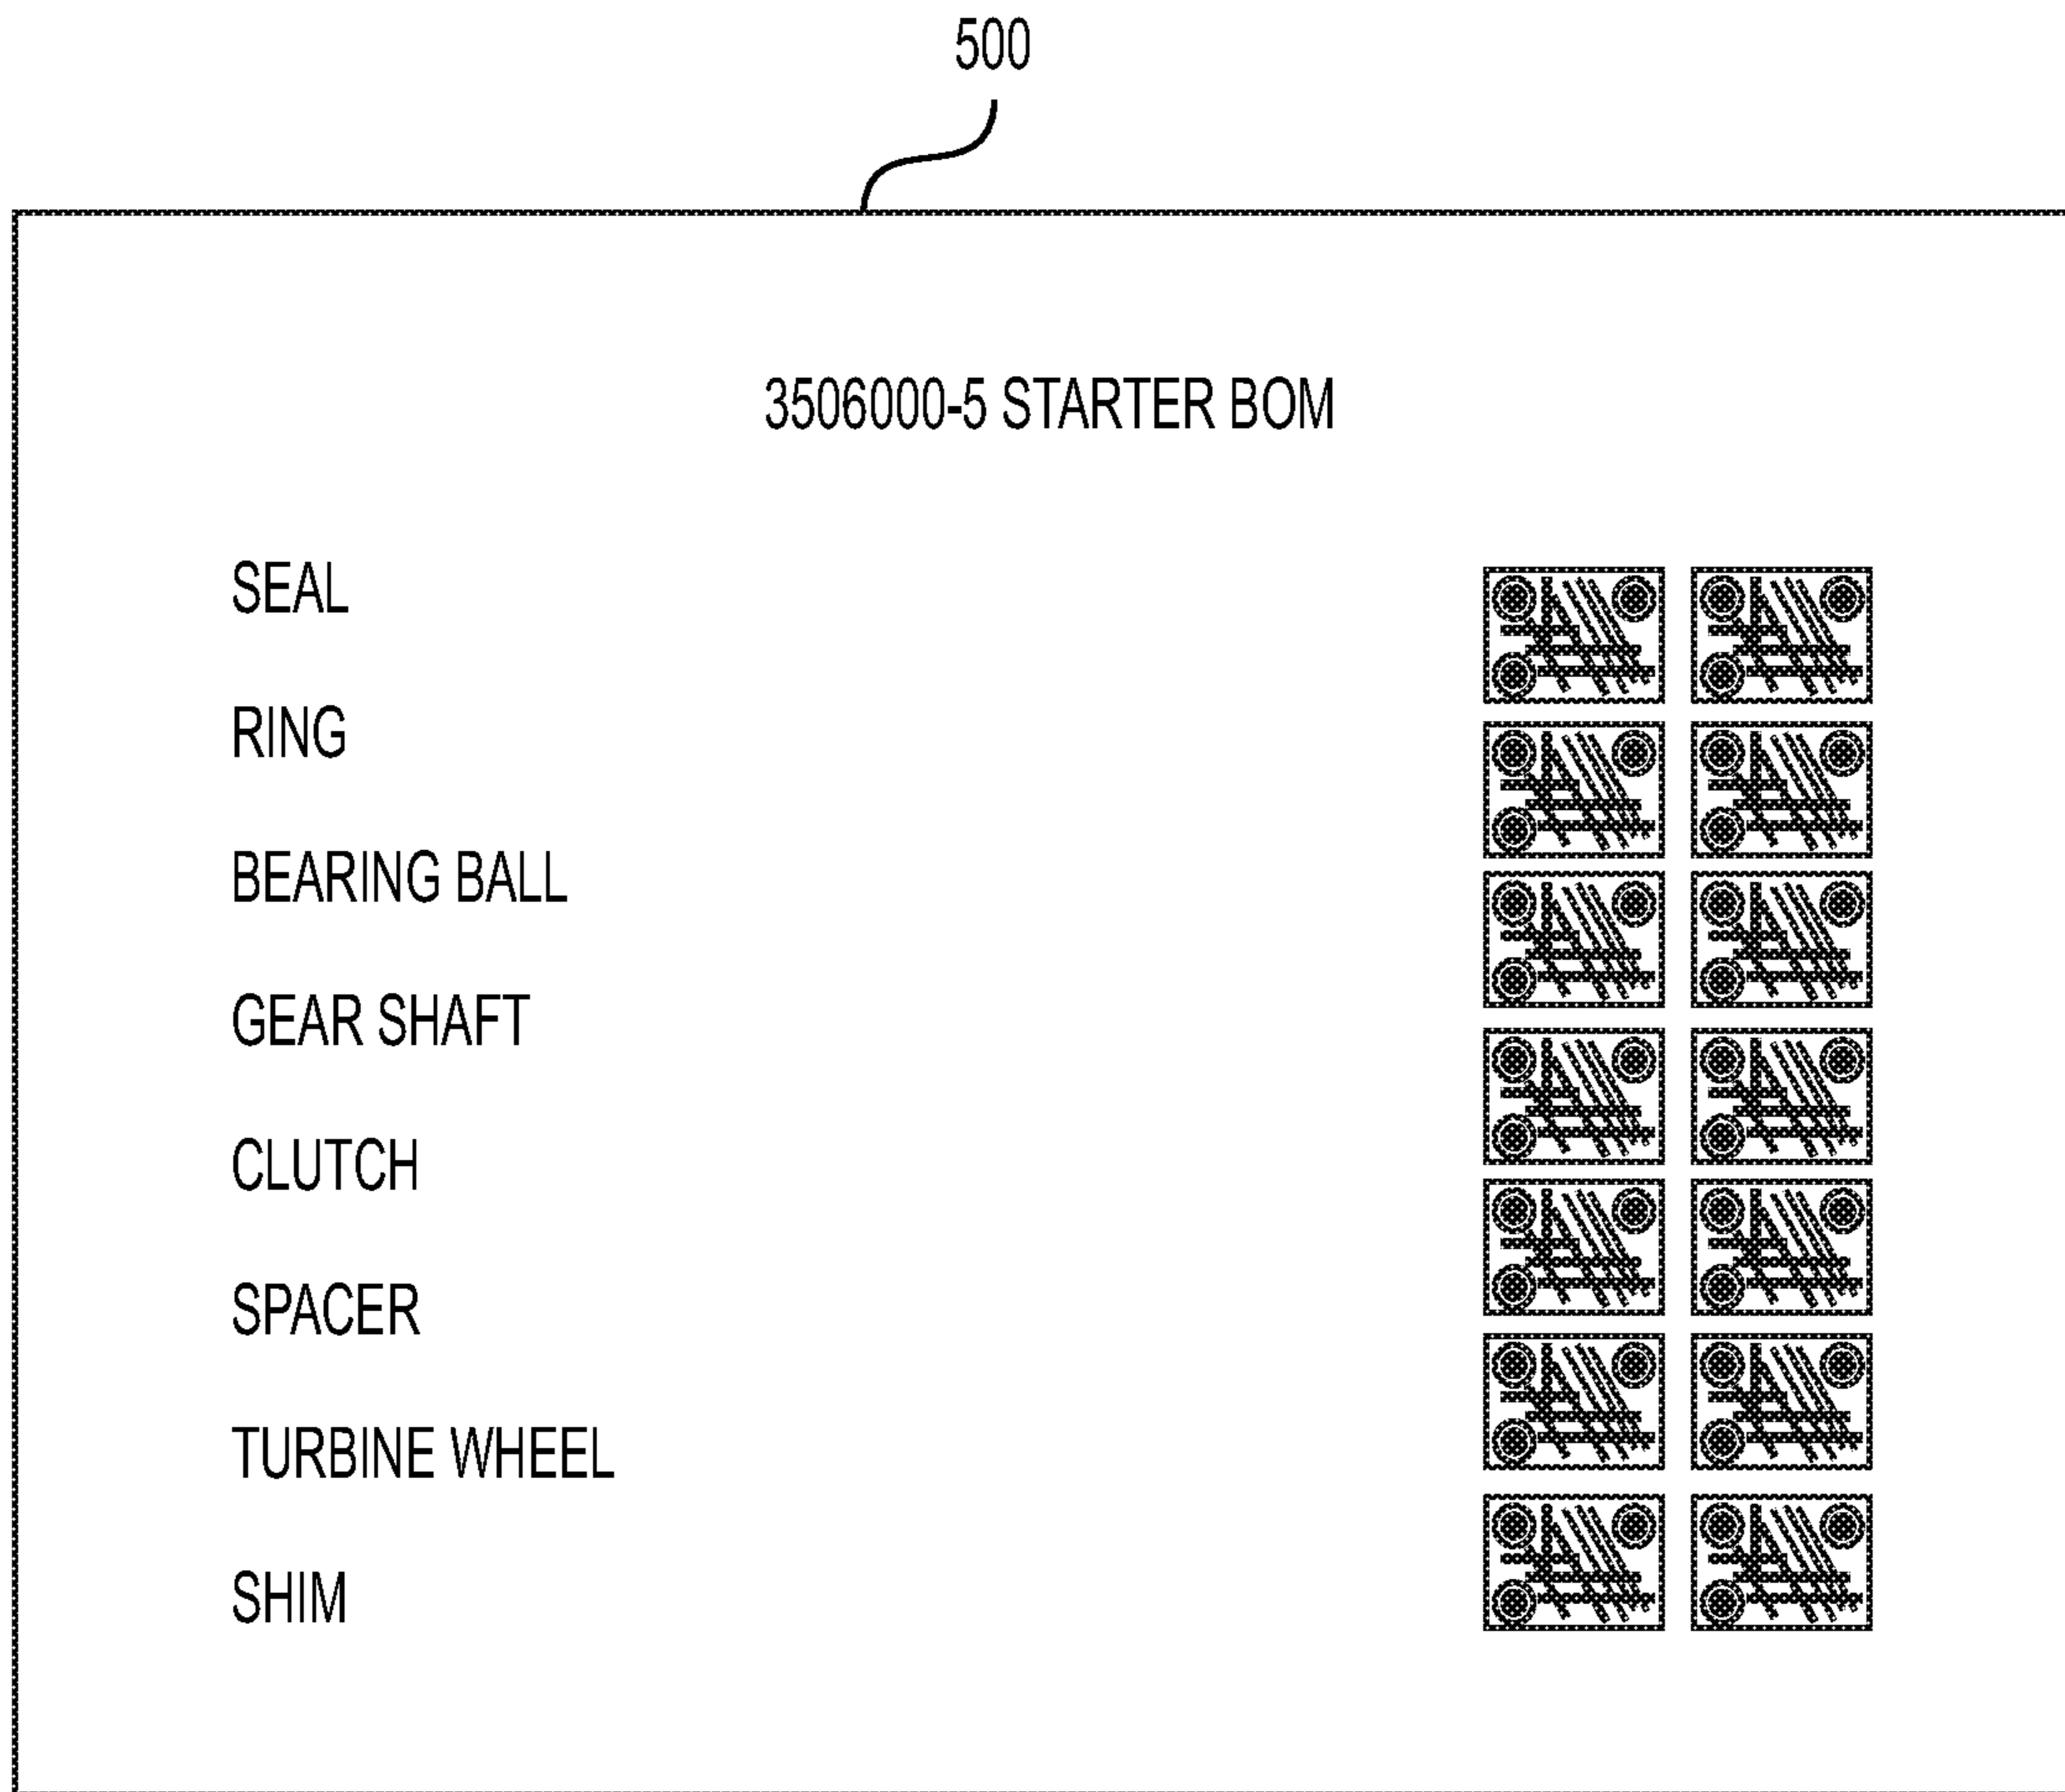 500
3506000-5 STARTER BOM
SEAL
RING
BEARING BALL
GEAR SHAFT
CLUTCH
SPACER
TURBINE WHEEL
SHIM